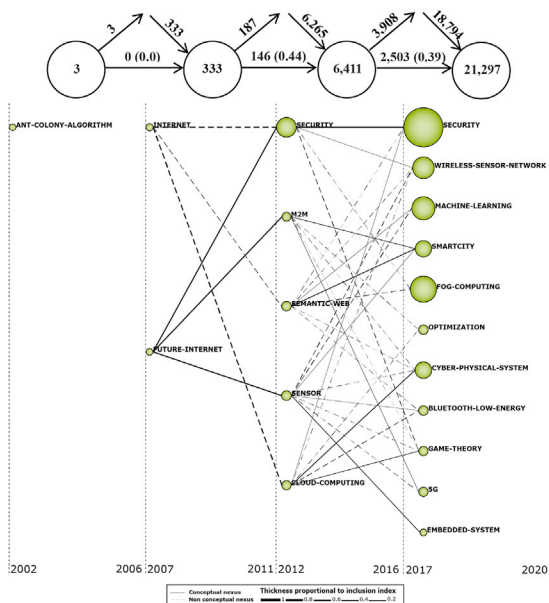 3 333 187 6,265 3,908 18,794
0 (0.0) 146 (0.44) 2,503 (0.39)
3 333 6,411 21,297
ANT-COLONY-ALGORITHM INTERNET SECURITY SECURITY
WIRELESS-SENSOR-NETWORK
MACHINE-LEARNING
M2M
SMARTCITY
FOG-COMPUTING
SEMANTIC-WEB
OPTIMIZATION
FUTURE-INTERNET
CYBER-PHYSICAL-SYSTEM
SENSOR
BLUETOOTH-LOW-ENERGY
GAME-THEORY
CLOUD-COMPUTING
5G
EMBEDDED-SYSTEM
2002 2006 2007 2011 2012 2016 2017 2020
Conceptual nexus Thickness proportional to inclusion index
Non conceptual nexus 1 0.8 0.6 0.4 0.2